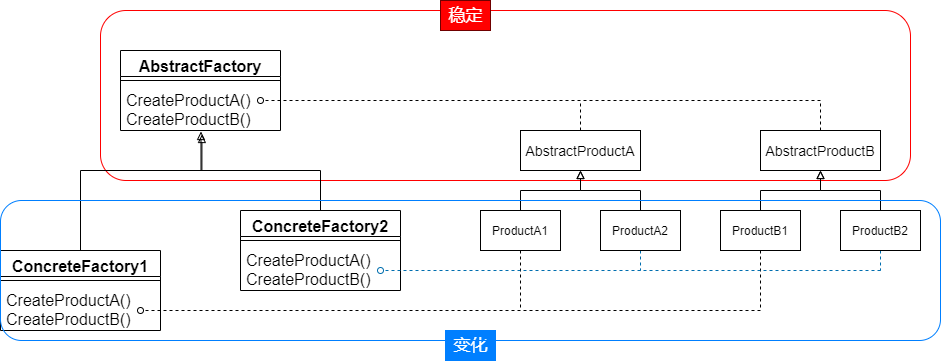 稳定
AbstractFactory
CreateProductA()
CreateProductB()
AbstractProductA
AbstractProductB
ConcreteFactory2
CreateProductA()
CreateProductB()
ProductA1
ProductA2
ProductB1
ProductB2
ConcreteFactory1
CreateProductA()
CreateProductB()
变化